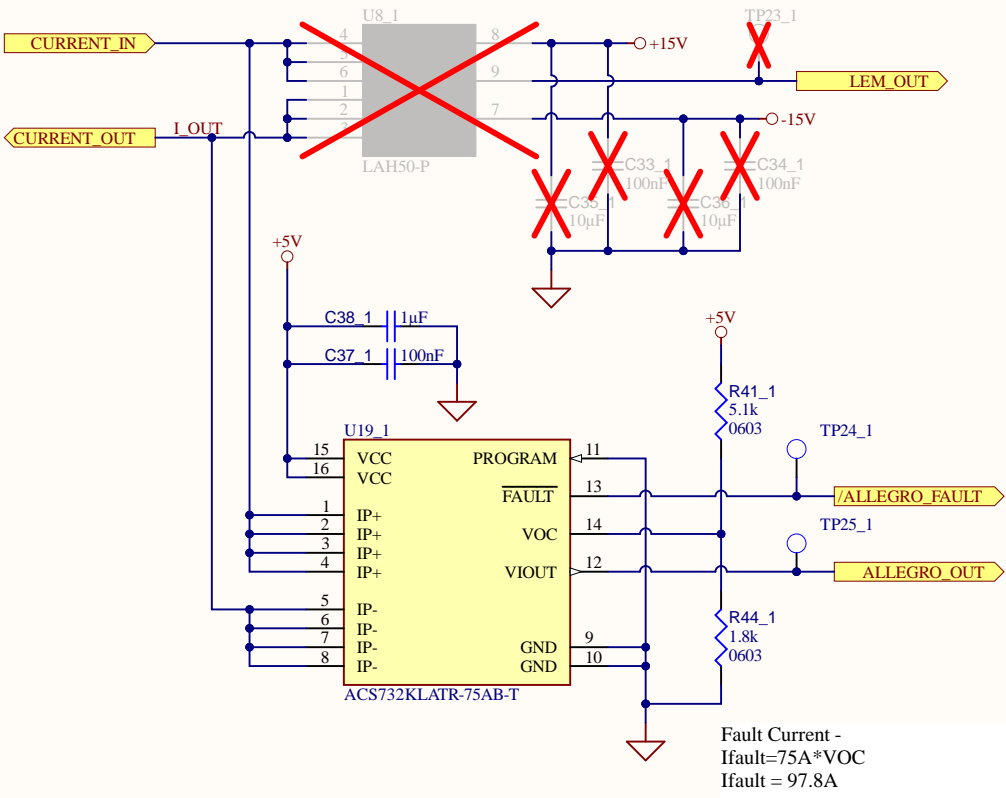 U8_1
TP23_1
CURRENT_IN
4
8
+15V
5
6
9
LEM_OUT
1
2
7
-15V
CURRENT_OUT
I_OUT
3
LAH50-P
C33_1
100nF
C34_1
100nF
C35_1
10µF
C36_1
10µF
+5V
C38_1
1µF
C37_1
100nF
+5V
R41_1
5.1k
0603
U19_1
TP24_1
15
VCC
PROGRAM
11
16
VCC
FAULT
13
/ALLEGRO_FAULT
1
IP+
2
IP+
VOC
14
TP25_1
3
IP+
4
IP+
VIOUT
12
ALLEGRO_OUT
5
IP-
6
IP-
7
IP-
GND
9
8
IP-
GND
10
R44_1
1.8k
0603
ACS732KLATR-75AB-T
Fault Current -
Ifault=75A*VOC
Ifault = 97.8A